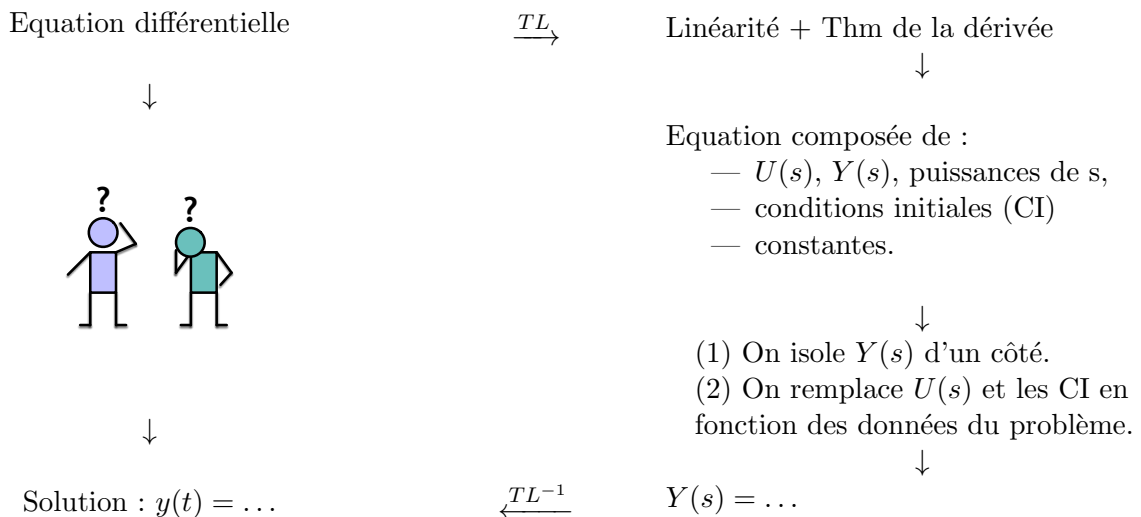 Equation différentielle
TL
→
Linéarité + Thm de la dérivée
↓
↓
Equation composée de :
— U(s), Y(s), puissances de s,
— conditions initiales (CI)
— constantes.
? ?
↓
(1) On isole Y(s) d'un côté.
(2) On remplace U(s) et les CI en
fonction des données du problème.
↓
↓
Solution : y(t) = …
TL⁻¹
←
Y(s) = …